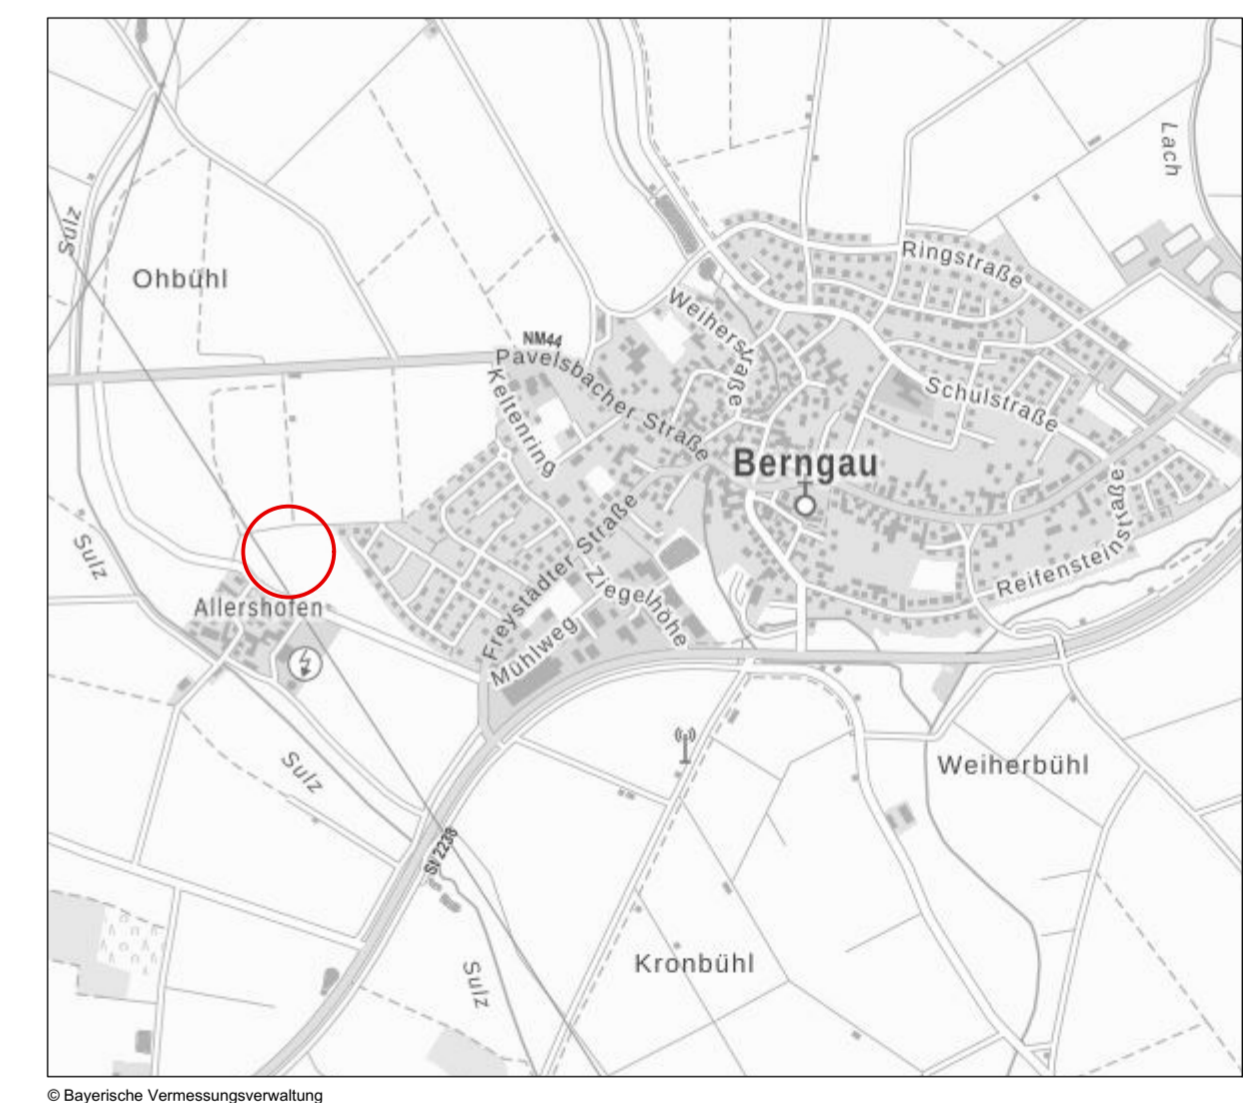 Lach
Sulz
Ohbühl
Ringstraße
Weiherstraße
NM44
Pavelsbacher Straße
Keltenring
Schulstraße
Berngau
Sulz
Freystädter Straße
Ziegelhöhe
Reifensteinstraße
Allershofen
Mühlweg
Sulz
Weiherbühl
St 2238
Kronbühl
Sulz
© Bayerische Vermessungsverwaltung